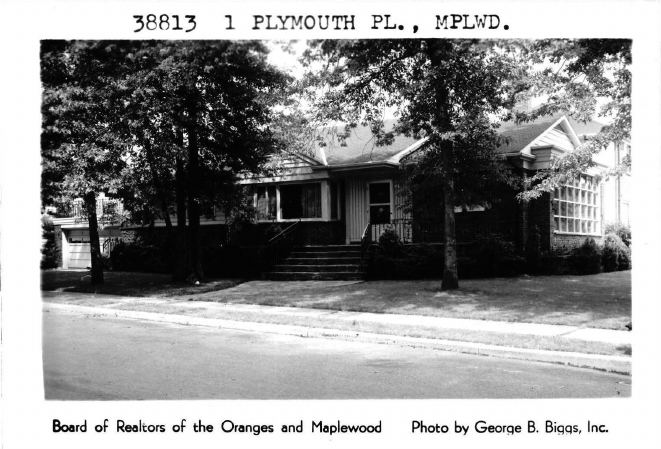 38813 1 PLYMOUTH PL., MPLWD.
Board of Realtors of the Oranges and Maplewood Photo by George B. Biggs, Inc.